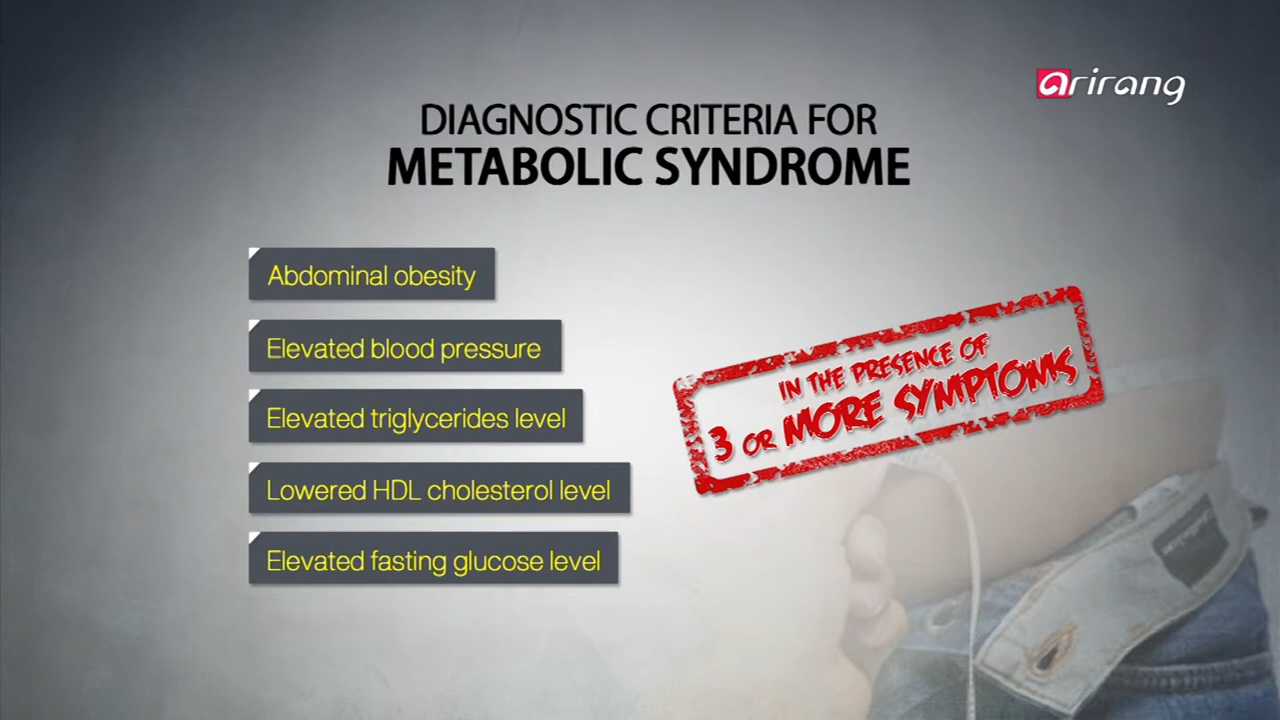 arirang
DIAGNOSTIC CRITERIA FOR
METABOLIC SYNDROME
Abdominal obesity
Elevated blood pressure
Elevated triglycerides level
Lowered HDL cholesterol level
Elevated fasting glucose level
IN THE PRESENCE OF
3 OR MORE SYMPTOMS